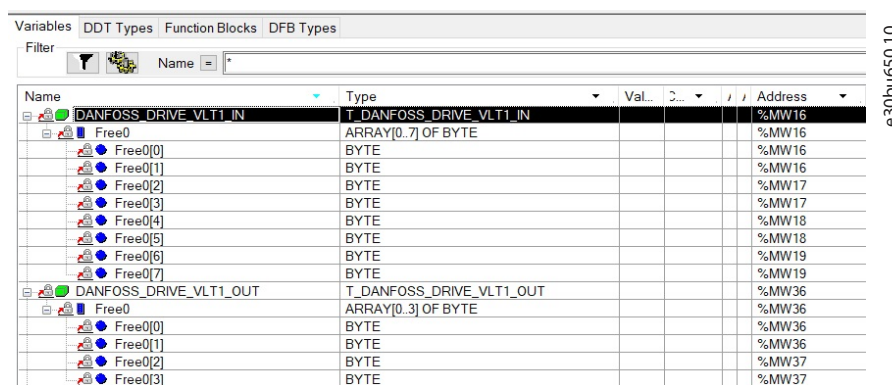 Variables DDT Types Function Blocks DFB Types
Filter
Name = *
Name Type Val... Address
DANFOSS_DRIVE_VLT1_IN T_DANFOSS_DRIVE_VLT1_IN %MW16
Free0 ARRAY[0..7] OF BYTE %MW16
Free0[0] BYTE %MW16
Free0[1] BYTE %MW16
Free0[2] BYTE %MW17
Free0[3] BYTE %MW17
Free0[4] BYTE %MW18
Free0[5] BYTE %MW18
Free0[6] BYTE %MW19
Free0[7] BYTE %MW19
DANFOSS_DRIVE_VLT1_OUT T_DANFOSS_DRIVE_VLT1_OUT %MW36
Free0 ARRAY[0..3] OF BYTE %MW36
Free0[0] BYTE %MW36
Free0[1] BYTE %MW36
Free0[2] BYTE %MW37
Free0[3] BYTE %MW37
e30bu650.10